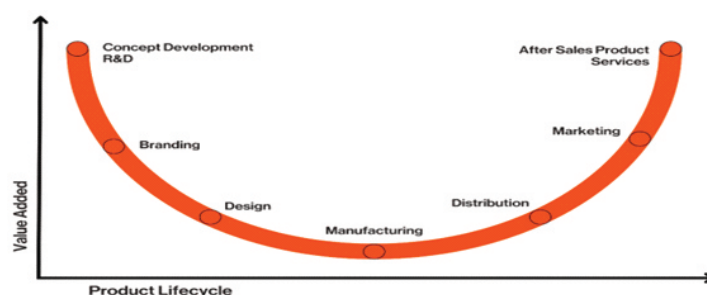 Concept Development
R&D
After Sales Product
Services
Branding
Marketing
Design
Distribution
Manufacturing
Value Added
Product Lifecycle